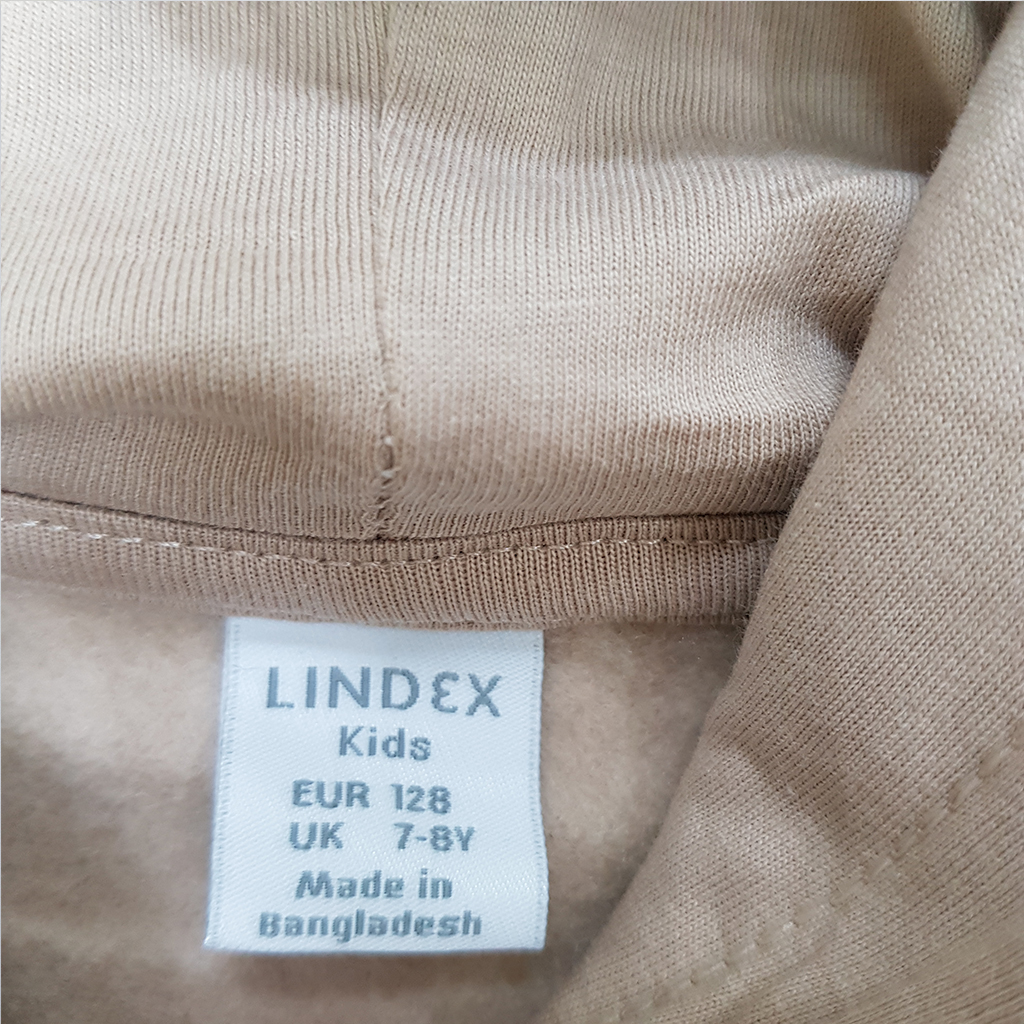 LINDEX
Kids
EUR 128
UK 7-8Y
Made in
Bangladesh